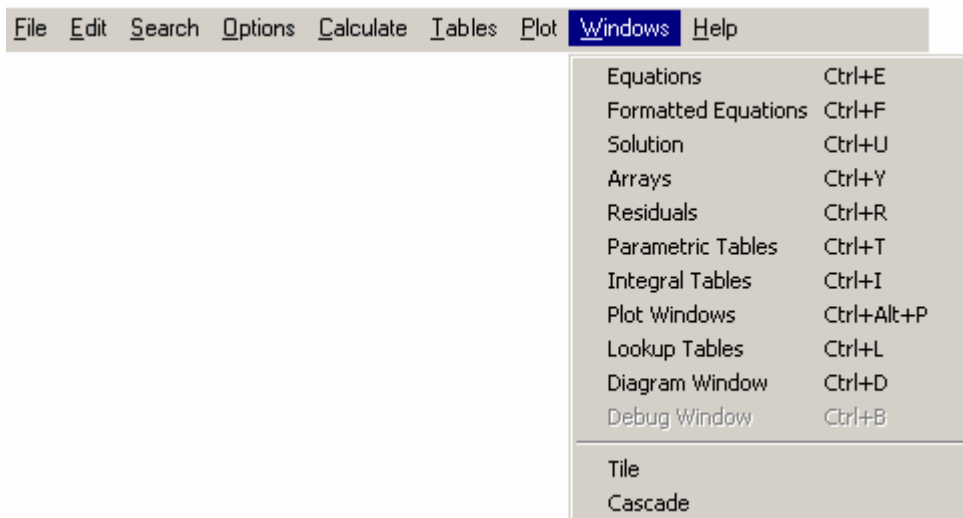 File Edit Search Options Calculate Tables Plot Windows Help
Equations Ctrl+E
Formatted Equations Ctrl+F
Solution Ctrl+U
Arrays Ctrl+Y
Residuals Ctrl+R
Parametric Tables Ctrl+T
Integral Tables Ctrl+I
Plot Windows Ctrl+Alt+P
Lookup Tables Ctrl+L
Diagram Window Ctrl+D
Debug Window Ctrl+B
Tile
Cascade